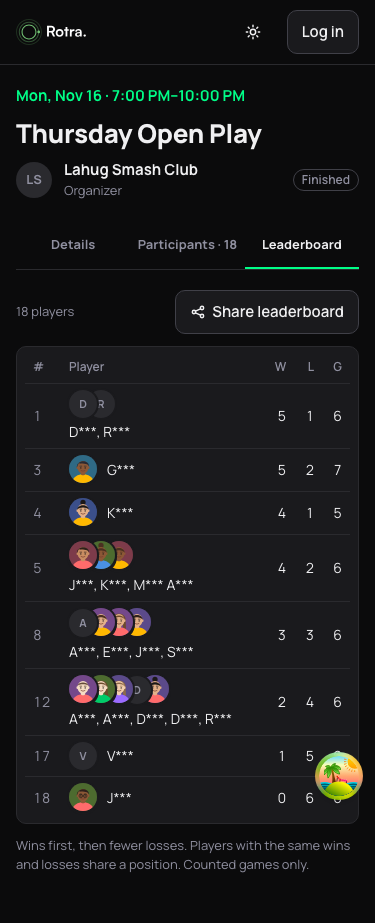 Rotra.
Log in
Mon, Nov 16 · 7:00 PM–10:00 PM
Thursday Open Play
LS
Lahug Smash Club
Organizer
Finished
Details
Participants · 18
Leaderboard
18 players
Share leaderboard
# Player W L G
1 D R D***, R*** 5 1 6
3 G*** 5 2 7
4 K*** 4 1 5
5 J***, K***, M*** A*** 4 2 6
8 A A***, E***, J***, S*** 3 3 6
12 D A***, A***, D***, D***, R*** 2 4 6
17 V V*** 1 5
18 J*** 0 6
Wins first, then fewer losses. Players with the same wins
and losses share a position. Counted games only.